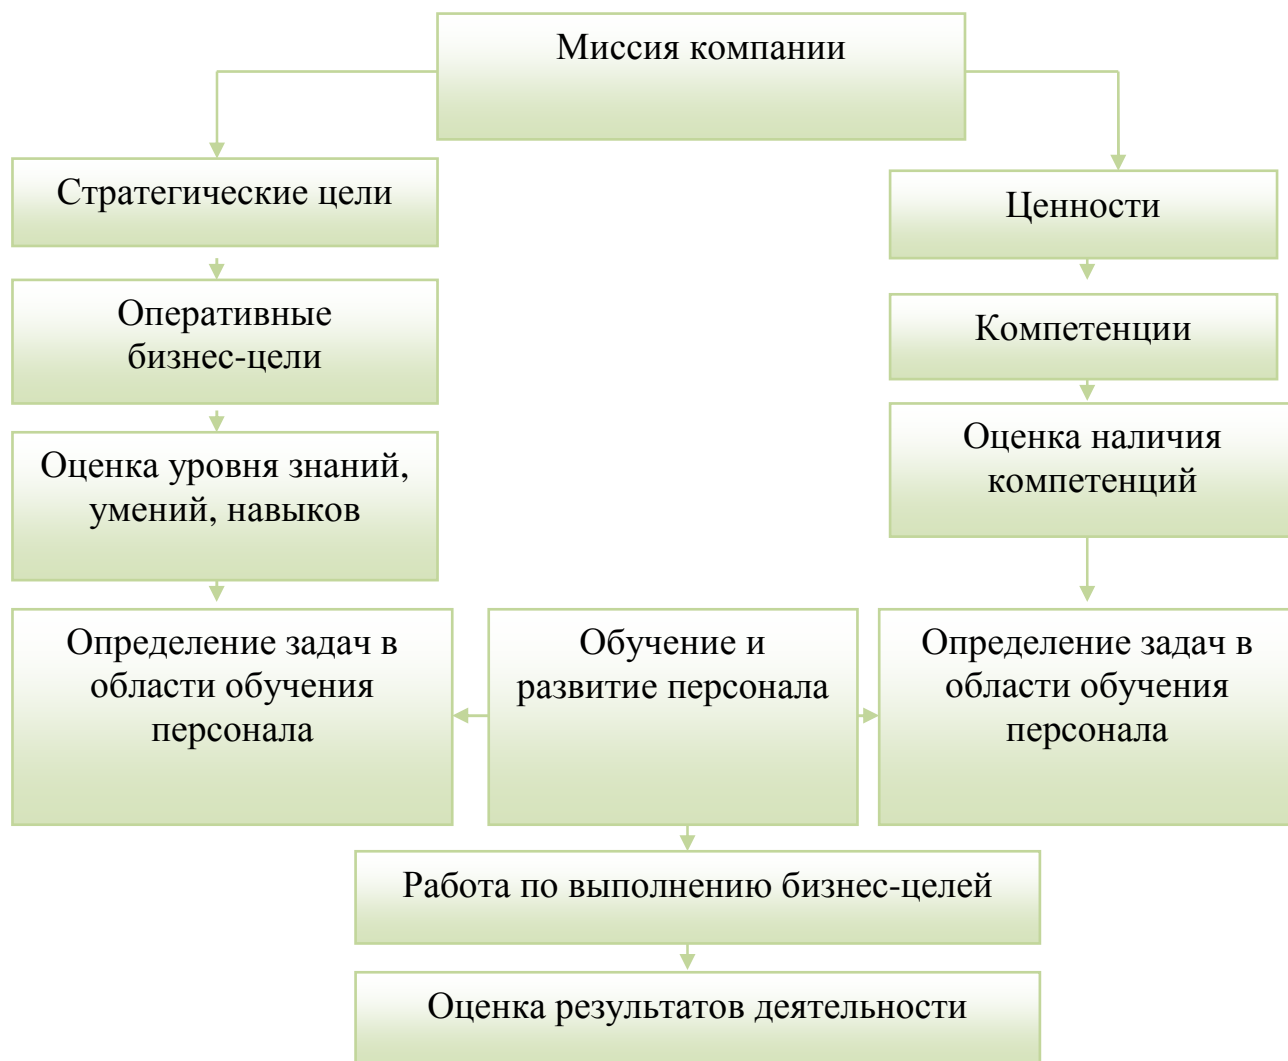 Миссия компании
Стратегические цели
Ценности
Оперативные
бизнес-цели
Компетенции
Оценка уровня знаний,
умений, навыков
Оценка наличия
компетенций
Определение задач в
области обучения
персонала
Обучение и
развитие персонала
Определение задач в
области обучения
персонала
Работа по выполнению бизнес-целей
Оценка результатов деятельности